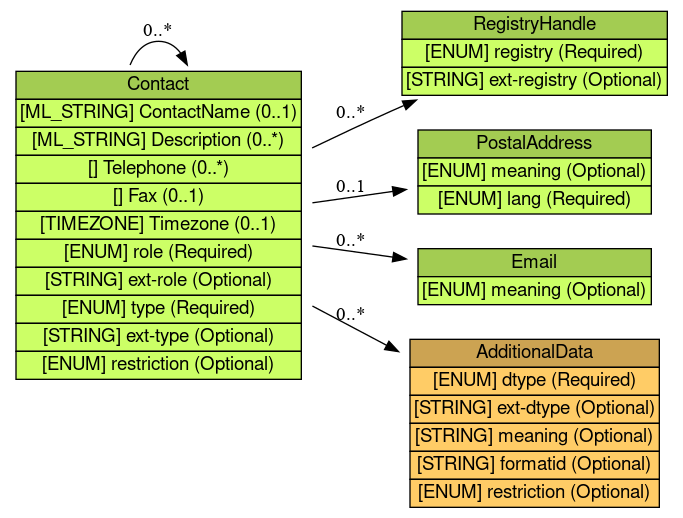 0..*
Contact
[ML_STRING] ContactName (0..1)
[ML_STRING] Description (0..*)
[] Telephone (0..*)
[] Fax (0..1)
[TIMEZONE] Timezone (0..1)
[ENUM] role (Required)
[STRING] ext-role (Optional)
[ENUM] type (Required)
[STRING] ext-type (Optional)
[ENUM] restriction (Optional)
0..*
RegistryHandle
[ENUM] registry (Required)
[STRING] ext-registry (Optional)
0..1
PostalAddress
[ENUM] meaning (Optional)
[ENUM] lang (Required)
0..*
Email
[ENUM] meaning (Optional)
0..*
AdditionalData
[ENUM] dtype (Required)
[STRING] ext-dtype (Optional)
[STRING] meaning (Optional)
[STRING] formatid (Optional)
[ENUM] restriction (Optional)